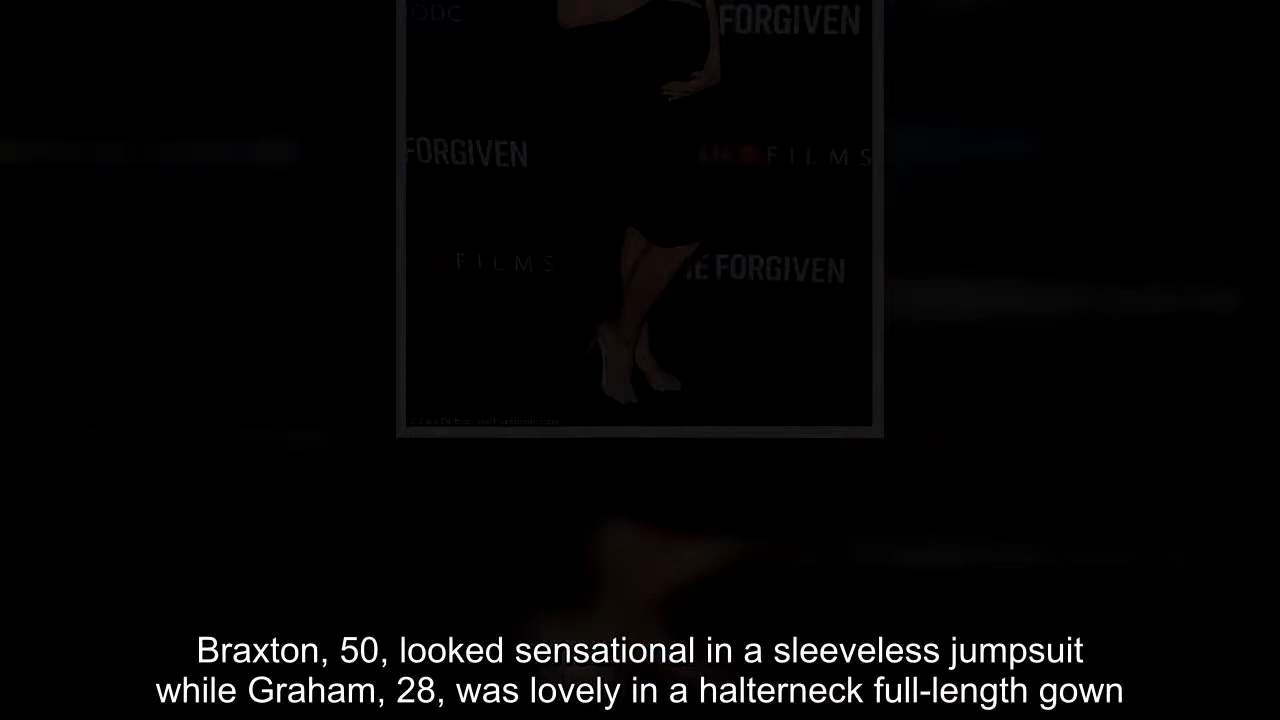 ODC
FORGIVEN
FORGIVEN
FILMS
FILMS
E FORGIVEN
Braxton, 50, looked sensational in a sleeveless jumpsuit
while Graham, 28, was lovely in a halterneck full-length gown